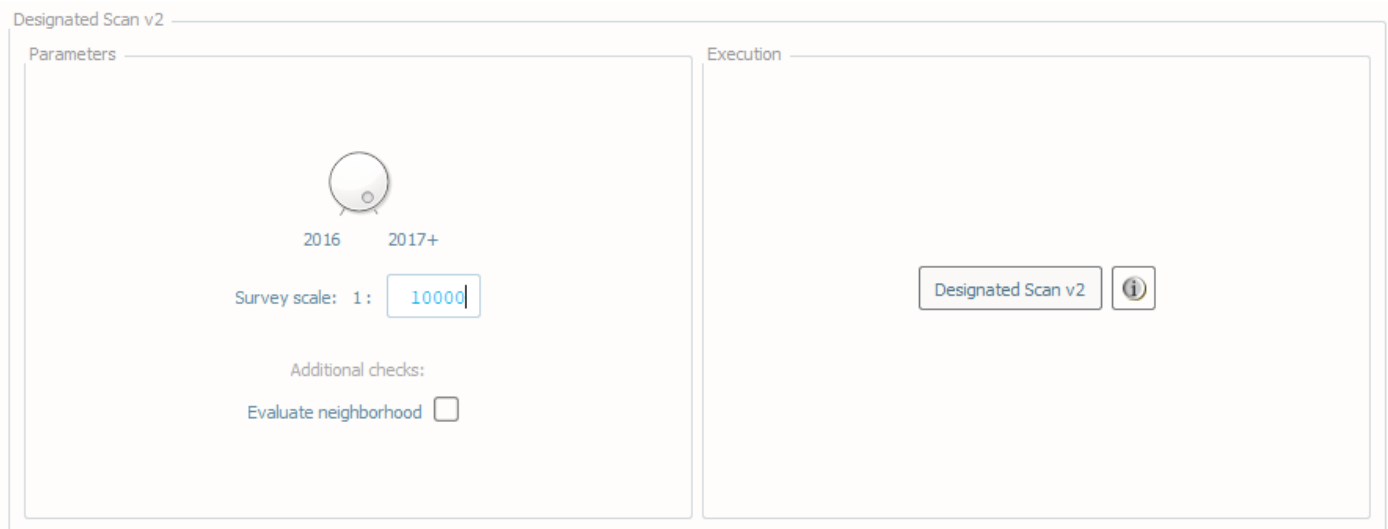 Designated Scan v2
Parameters
Execution
2016 2017+
Survey scale: 1: 10000
Designated Scan v2
Additional checks:
Evaluate neighborhood